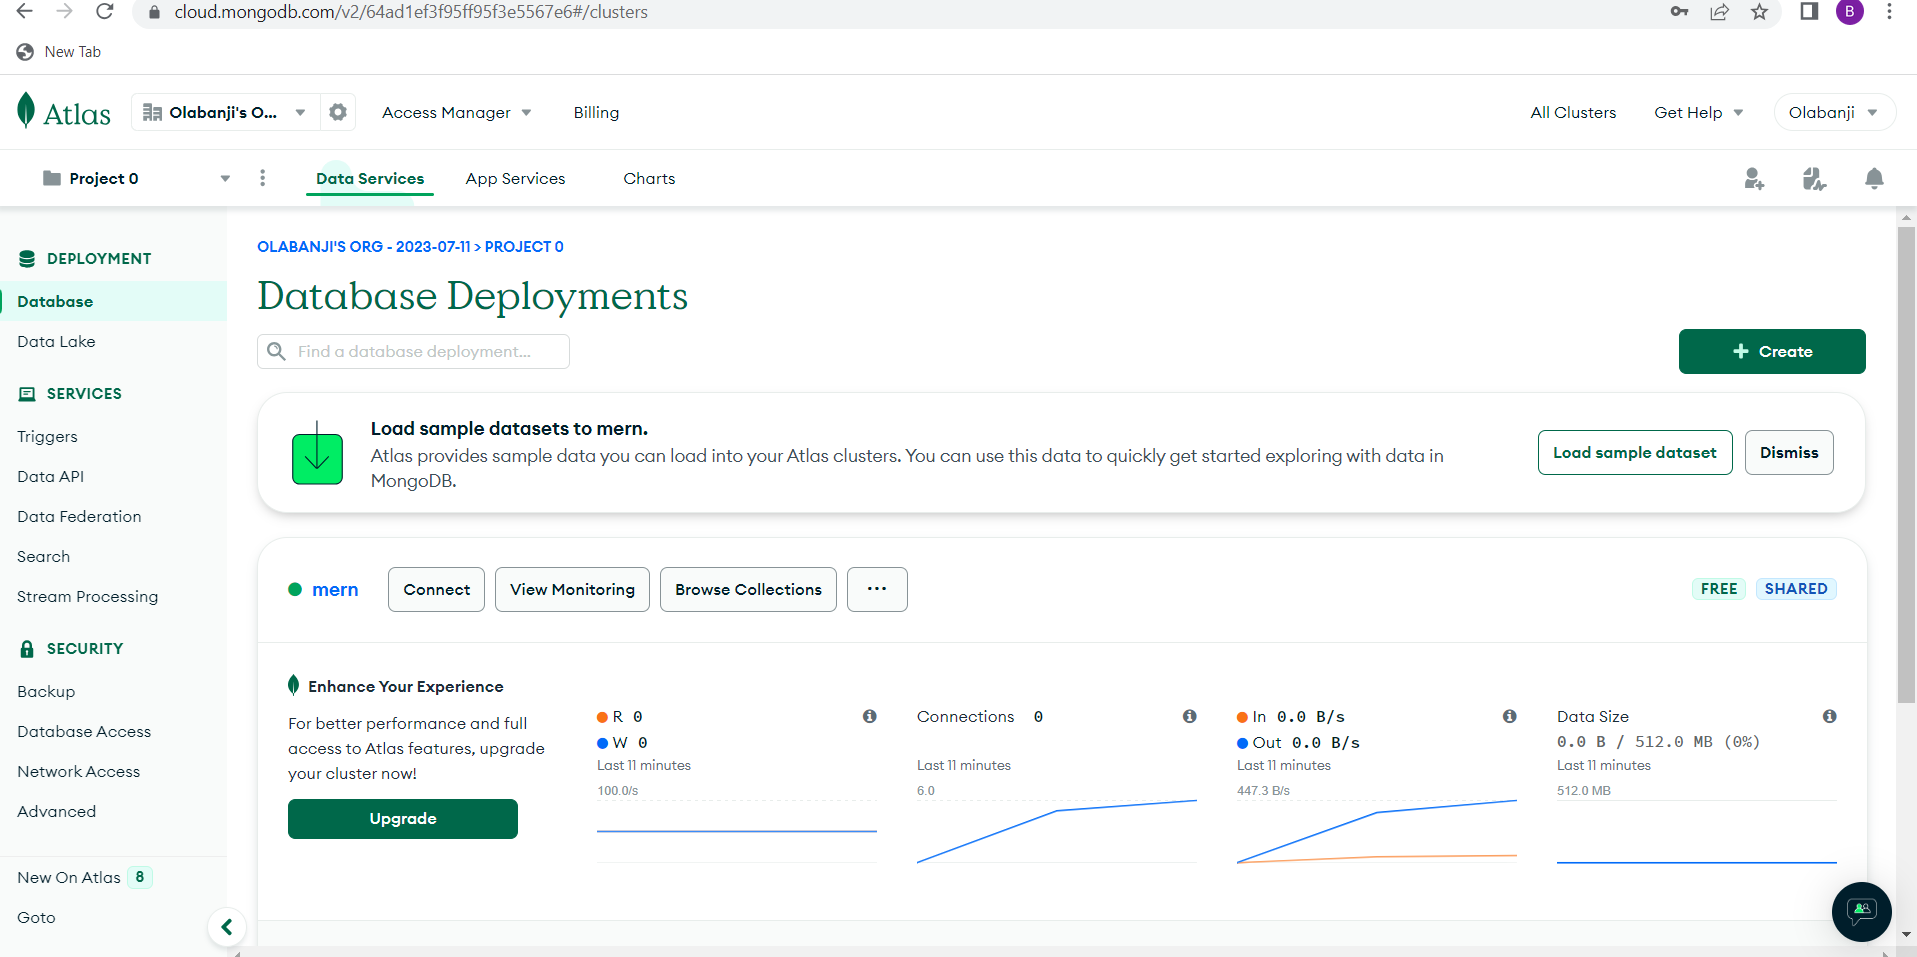 cloud.mongodb.com/v2/64ad1ef3f95ff95f3e5567e6#/clusters
B
New Tab
Atlas
Olabanji's O...
Access Manager
Billing
All Clusters
Get Help
Olabanji
Project 0
Data Services
App Services
Charts
DEPLOYMENT
Database
Data Lake
SERVICES
Triggers
Data API
Data Federation
Search
Stream Processing
SECURITY
Backup
Database Access
Network Access
Advanced
New On Atlas 8
Goto
OLABANJI'S ORG - 2023-07-11 > PROJECT 0
Database Deployments
Find a database deployment...
+ Create
Load sample datasets to mern.
Atlas provides sample data you can load into your Atlas clusters. You can use this data to quickly get started exploring with data in
MongoDB.
Load sample dataset
Dismiss
mern
Connect
View Monitoring
Browse Collections
...
FREE
SHARED
Enhance Your Experience
For better performance and full
access to Atlas features, upgrade
your cluster now!
Upgrade
R 0
W 0
Last 11 minutes
100.0/s
Connections 0
Last 11 minutes
6.0
In 0.0 B/s
Out 0.0 B/s
Last 11 minutes
447.3 B/s
Data Size
0.0 B / 512.0 MB (0%)
Last 11 minutes
512.0 MB